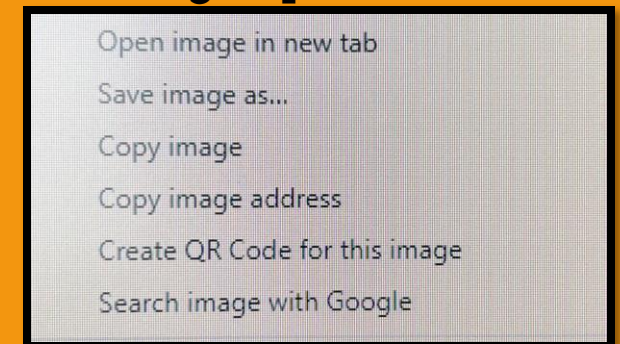 Open image in new tab
Save image as...
Copy image
Copy image address
Create QR Code for this image
Search image with Google